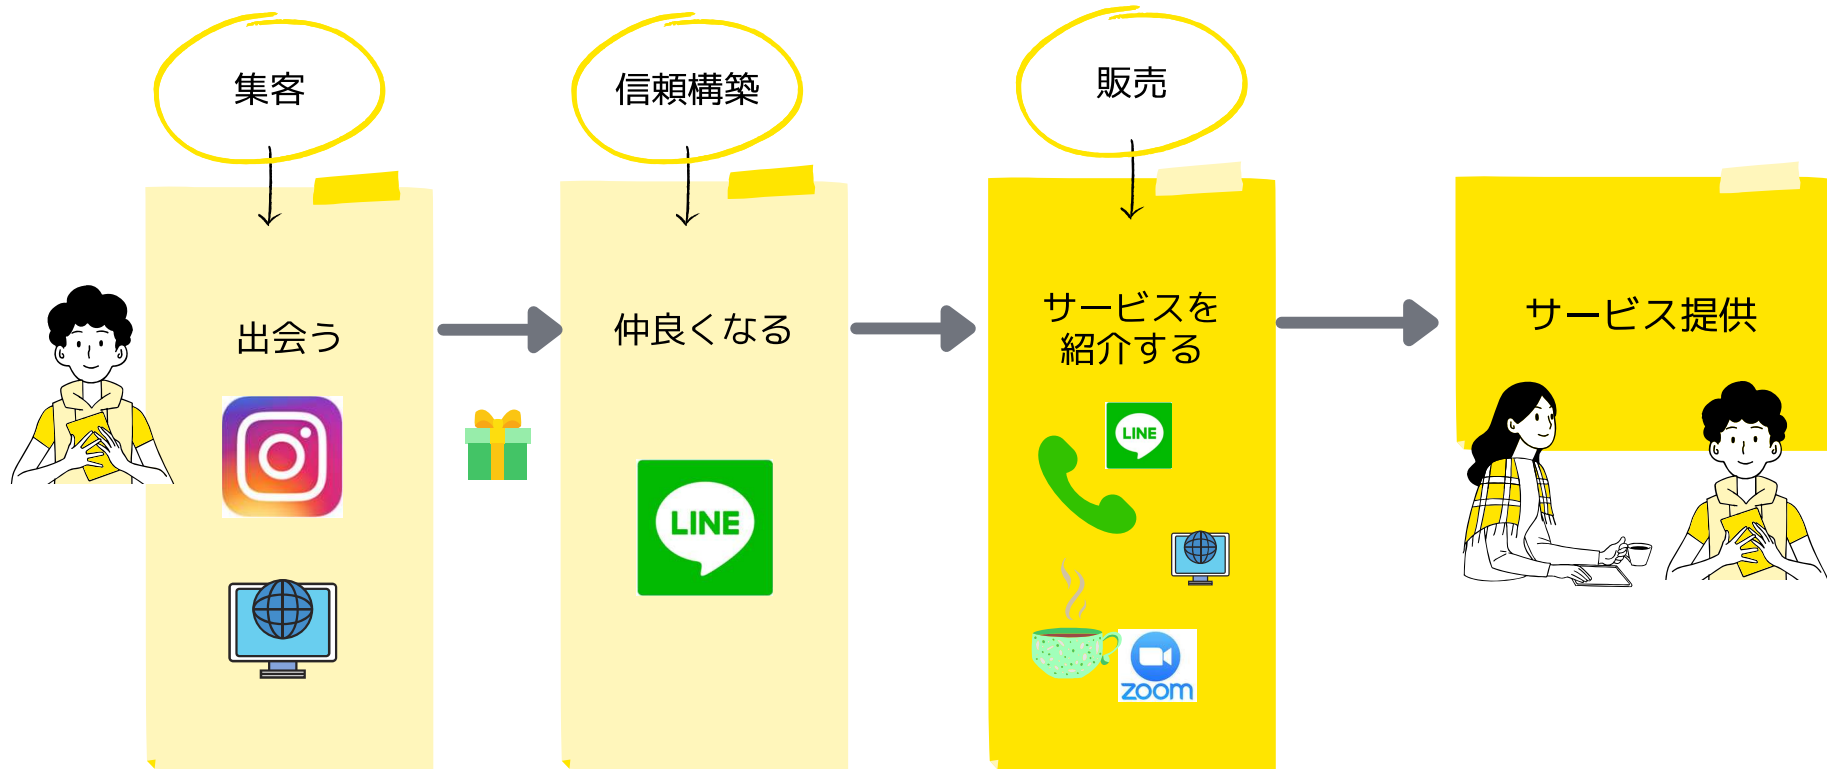 集客
信頼構築
販売
出会う
仲良くなる
サービスを
紹介する
サービス提供
LINE
LINE
zoom